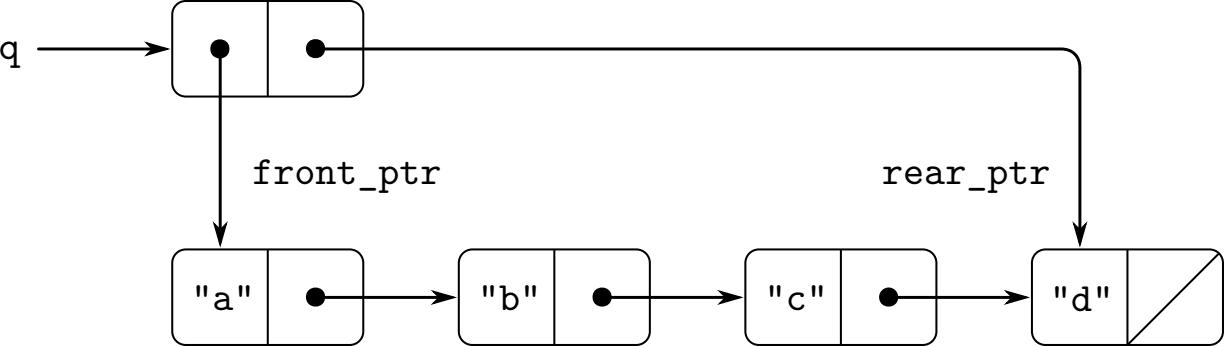 q
front_ptr
rear_ptr
"a"
"b"
"c"
"d"